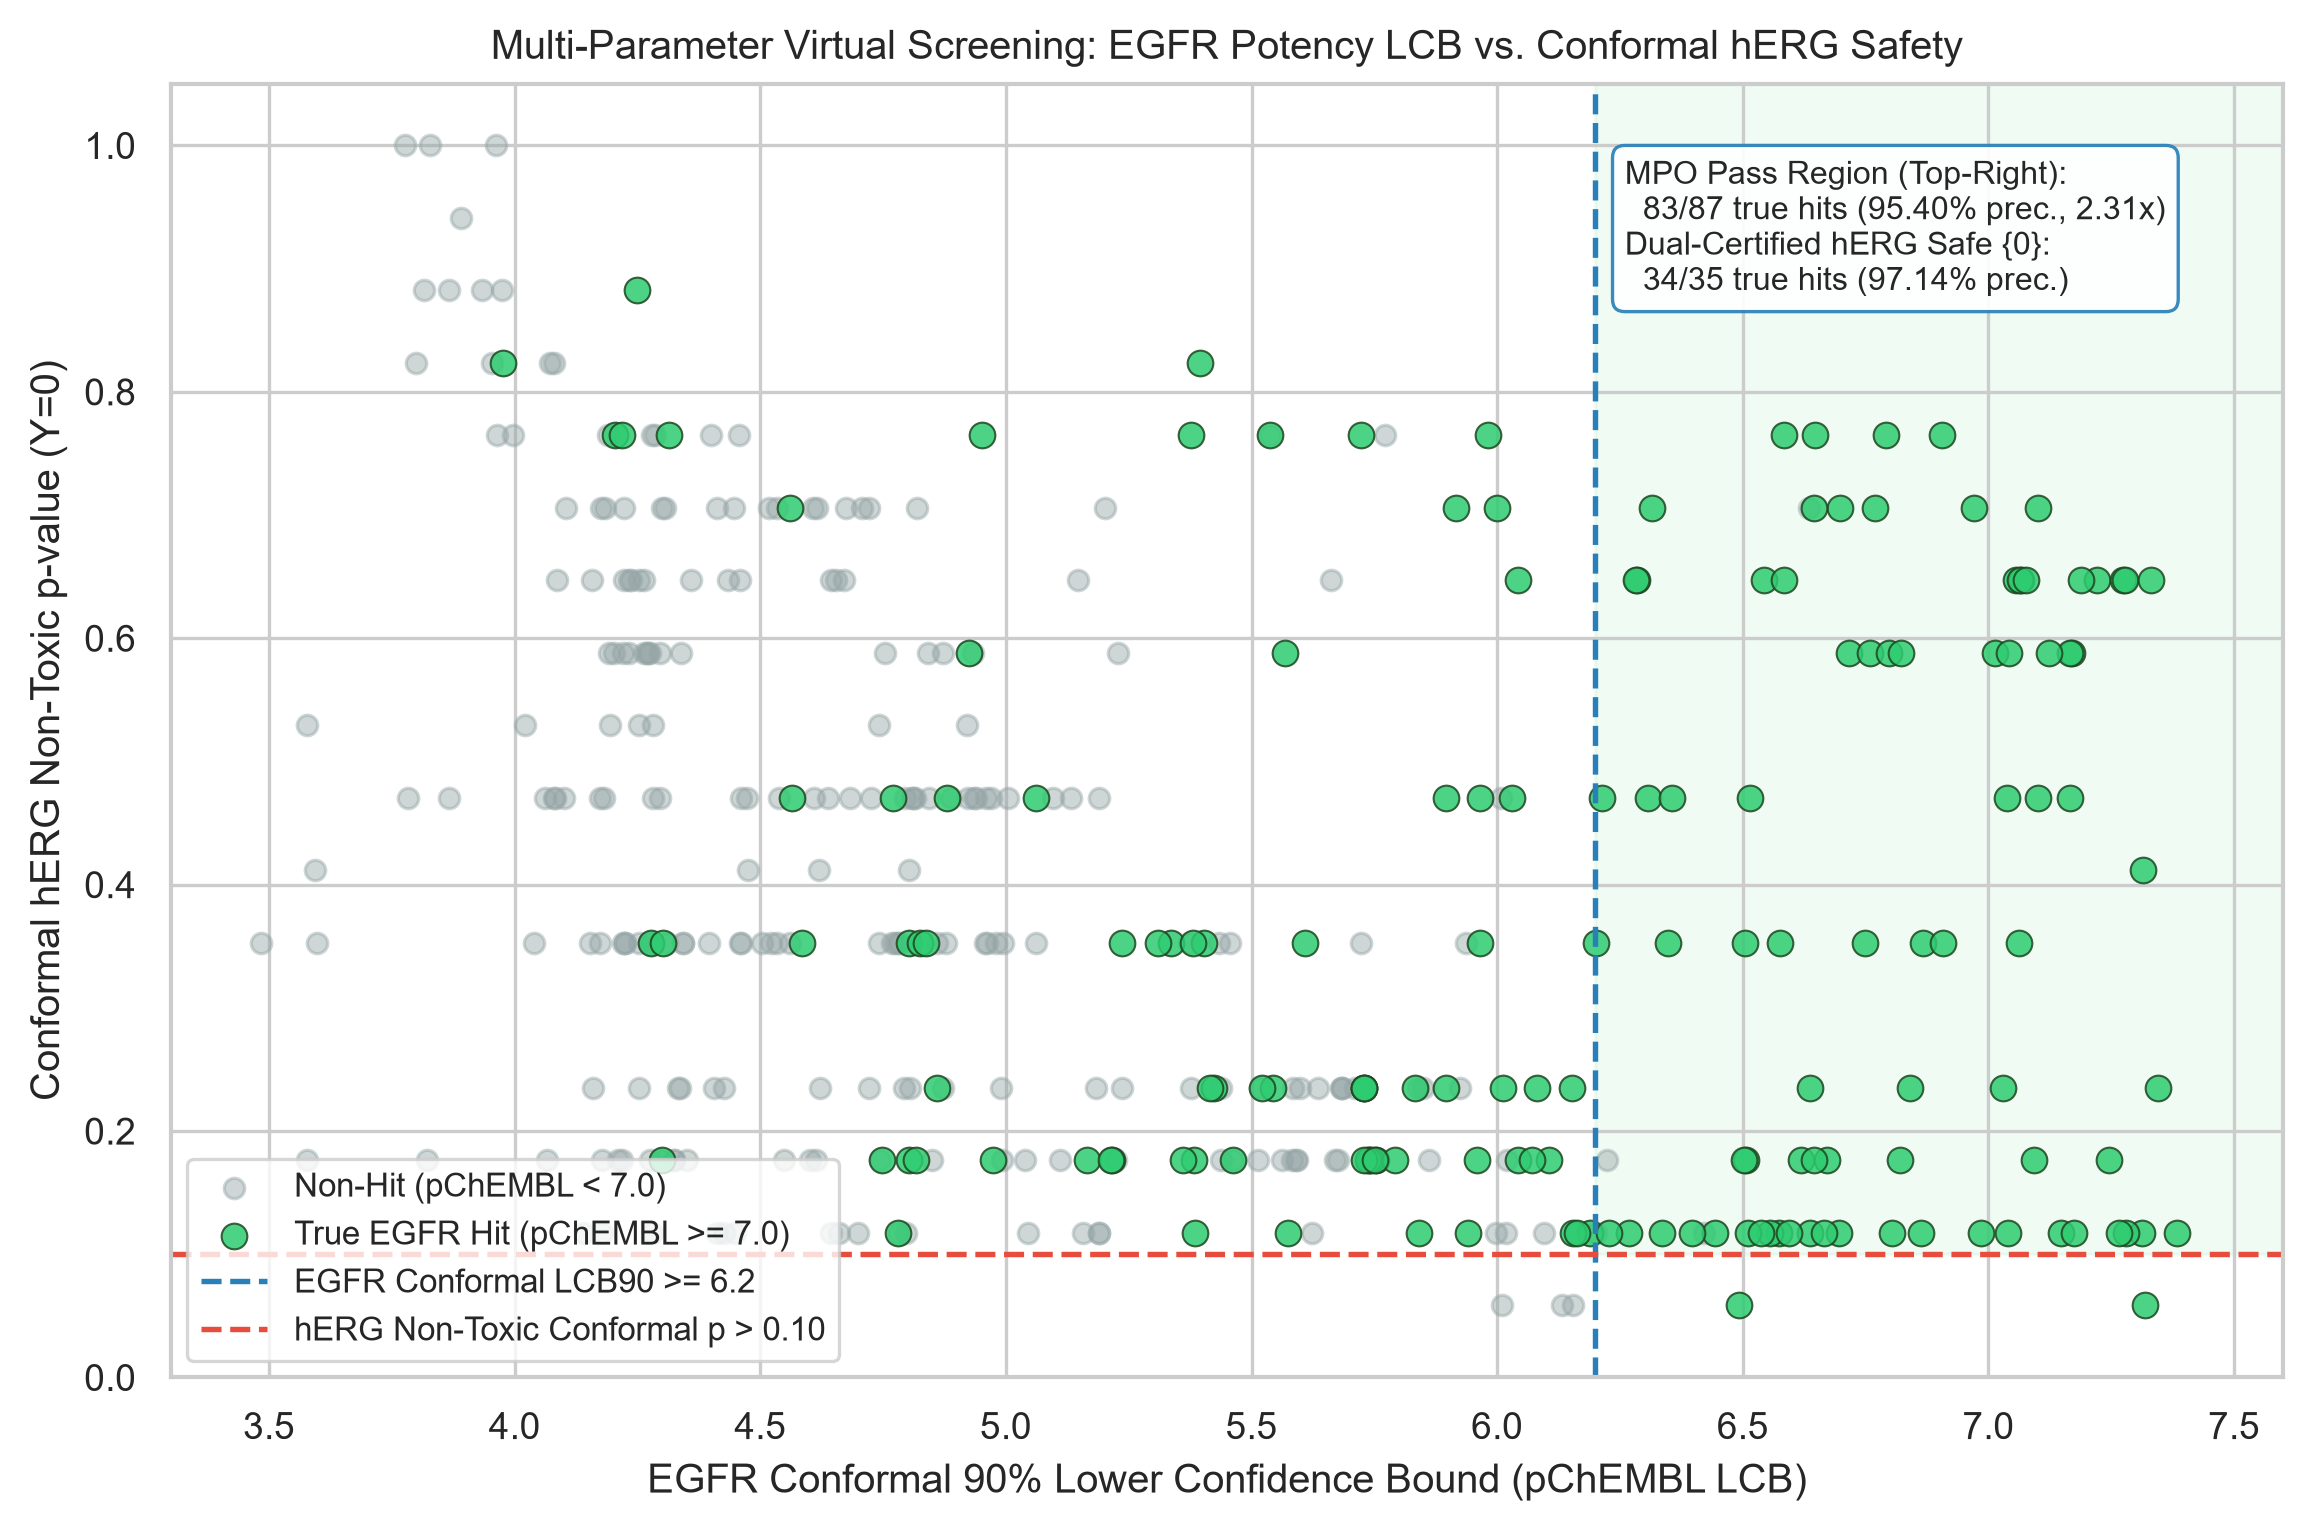 Multi-Parameter Virtual Screening: EGFR Potency LCB vs. Conformal hERG Safety
Conformal hERG Non-Toxic p-value (Y=0)
1.0
0.8
0.6
0.4
0.2
0.0
MPO Pass Region (Top-Right):
83/87 true hits (95.40% prec., 2.31x)
Dual-Certified hERG Safe {0}:
34/35 true hits (97.14% prec.)
Non-Hit (pChEMBL < 7.0)
True EGFR Hit (pChEMBL >= 7.0)
EGFR Conformal LCB90 >= 6.2
hERG Non-Toxic Conformal p > 0.10
3.5 4.0 4.5 5.0 5.5 6.0 6.5 7.0 7.5
EGFR Conformal 90% Lower Confidence Bound (pChEMBL LCB)